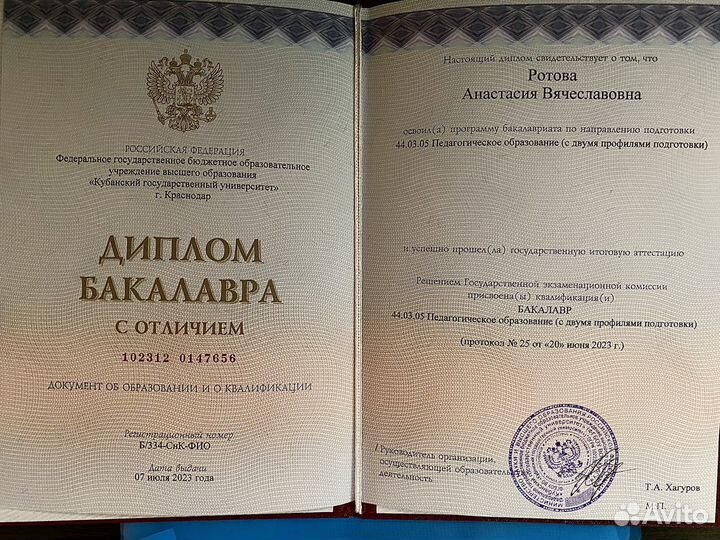 РОССИЙСКАЯ ФЕДЕРАЦИЯ
Федеральное государственное бюджетное образовательное
учреждение высшего образования
«Кубанский государственный университет»
г. Краснодар
ДИПЛОМ
БАКАЛАВРА
С ОТЛИЧИЕМ
102312 0147656
ДОКУМЕНТ ОБ ОБРАЗОВАНИИ И О КВАЛИФИКАЦИИ
Регистрационный номер
Б/334-СиК-ФИО
Дата выдачи
07 июля 2023 года
Настоящий диплом свидетельствует о том, что
Ротова
Анастасия Вячеславовна
освоил(а) программу бакалавриата по направлению подготовки
44.03.05 Педагогическое образование (с двумя профилями подготовки)
и успешно прошел(ла) государственную итоговую аттестацию
Решением Государственной экзаменационной комиссии
присвоена(ы) квалификация(и)
БАКАЛАВР
44.03.05 Педагогическое образование (с двумя профилями подготовки)
(протокол № 25 от «20» июня 2023 г.)
/ Руководитель организации,
осуществляющей образовательную
деятельность
Т.А. Хагуров
М.П.
Avito